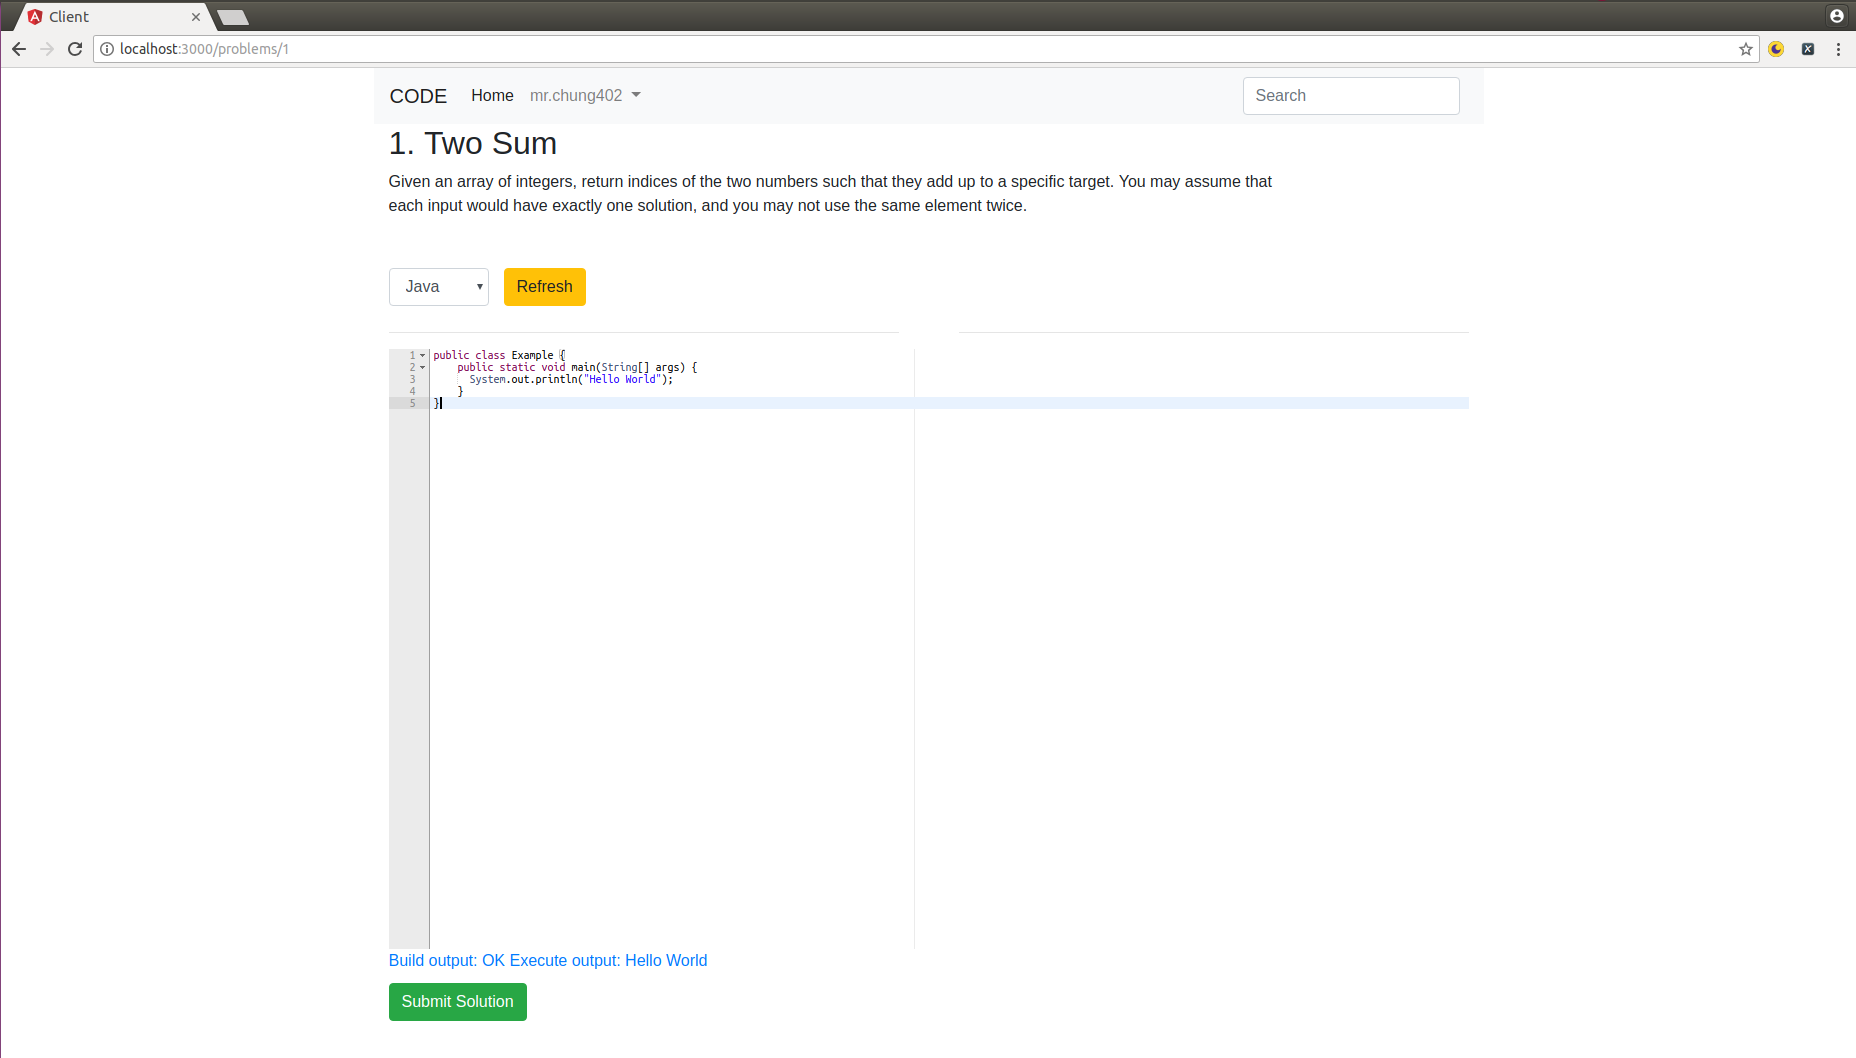 Client
localhost:3000/problems/1
CODE Home mr.chung402 Search
1. Two Sum
Given an array of integers, return indices of the two numbers such that they add up to a specific target. You may assume that
each input would have exactly one solution, and you may not use the same element twice.
Java Refresh
1 public class Example {
2 public static void main(String[] args) {
3 System.out.println("Hello World");
4 }
5 }
Build output: OK Execute output: Hello World
Submit Solution